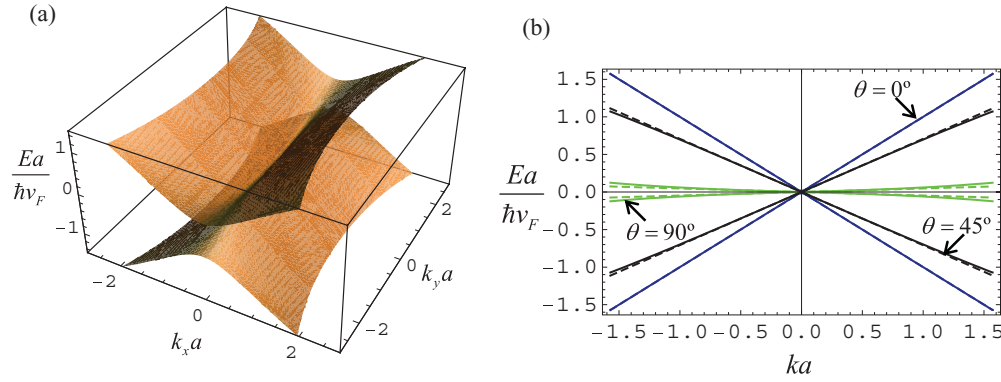 (a)
1
0
-1
Ea
ħv_F
-2
0
2
k_x a
-2
0
2
k_y a
(b)
1.5
1.0
0.5
0.0
-0.5
-1.0
-1.5
Ea
ħv_F
θ = 0º
θ = 90º
θ = 45º
-1.5 -1.0 -0.5 0.0 0.5 1.0 1.5
ka